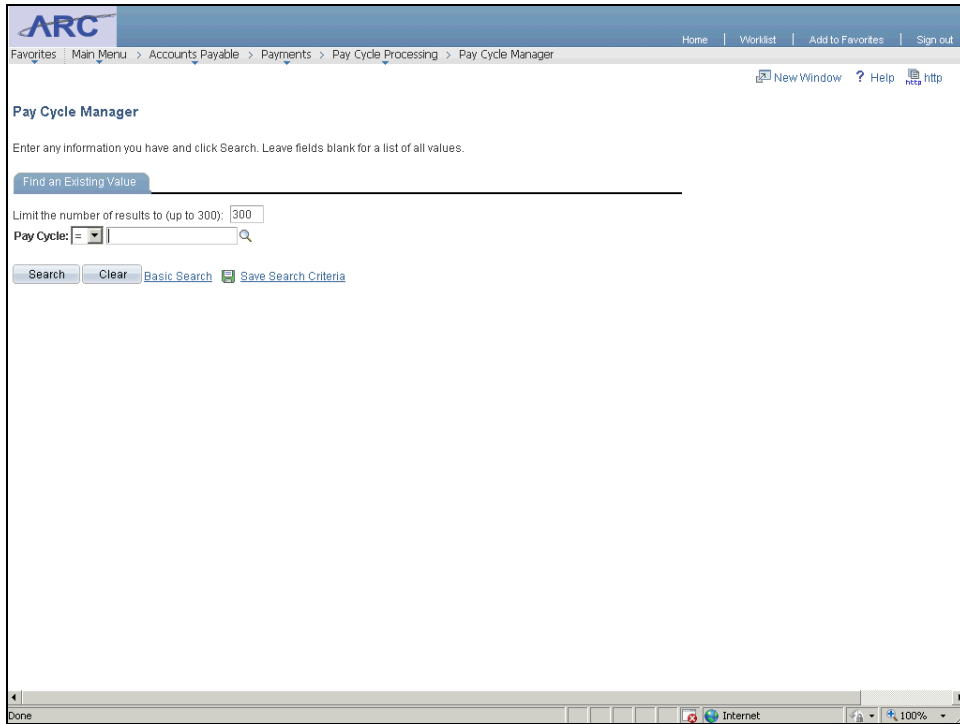 ARC
Home | Worklist | Add to Favorites | Sign out
Favorites Main Menu > Accounts Payable > Payments > Pay Cycle Processing > Pay Cycle Manager
New Window ? Help http
Pay Cycle Manager
Enter any information you have and click Search. Leave fields blank for a list of all values.
Find an Existing Value
Limit the number of results to (up to 300): 300
Pay Cycle: =
Search Clear Basic Search Save Search Criteria
Done Internet 100%